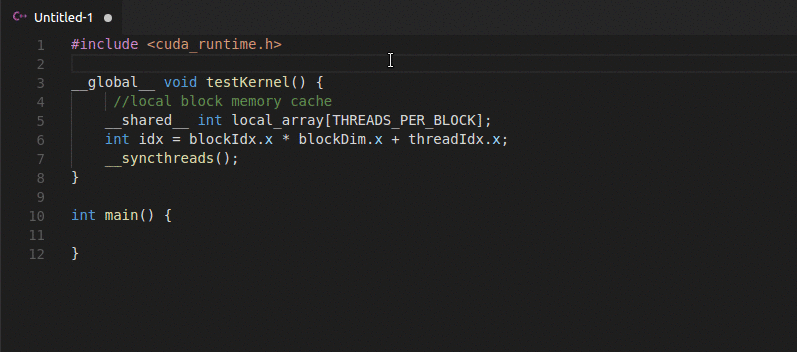 C++ Untitled-1
1 #include <cuda_runtime.h>
2
3 __global__ void testKernel() {
4 //local block memory cache
5 __shared__ int local_array[THREADS_PER_BLOCK];
6 int idx = blockIdx.x * blockDim.x + threadIdx.x;
7 __syncthreads();
8 }
9
10 int main() {
11
12 }